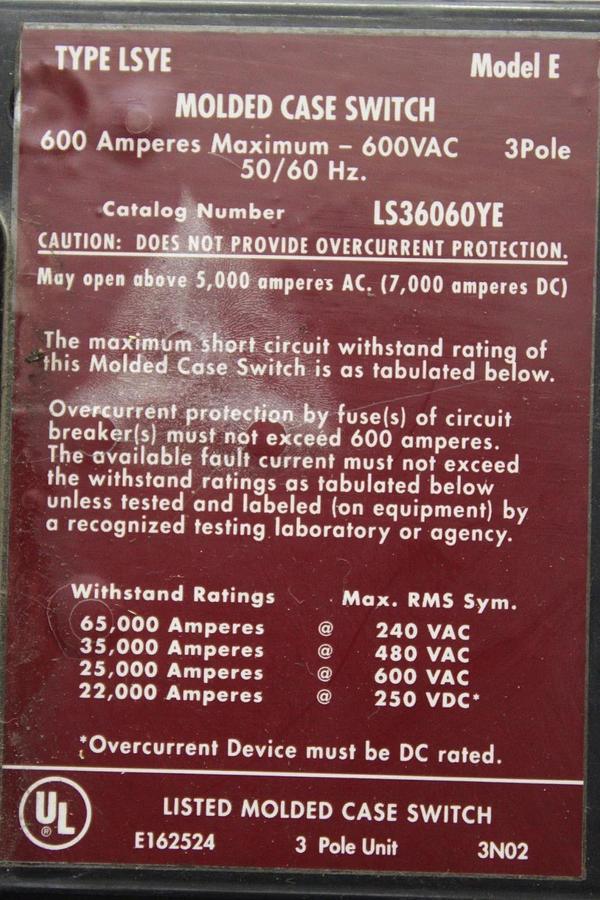 TYPE LSYE Model E
MOLDED CASE SWITCH
600 Amperes Maximum – 600VAC 3Pole
50/60 Hz.
Catalog Number LS36060YE
CAUTION: DOES NOT PROVIDE OVERCURRENT PROTECTION.
May open above 5,000 amperes AC. (7,000 amperes DC)
The maximum short circuit withstand rating of
this Molded Case Switch is as tabulated below.
Overcurrent protection by fuse(s) of circuit
breaker(s) must not exceed 600 amperes.
The available fault current must not exceed
the withstand ratings as tabulated below
unless tested and labeled (on equipment) by
a recognized testing laboratory or agency.
Withstand Ratings Max. RMS Sym.
65,000 Amperes @ 240 VAC
35,000 Amperes @ 480 VAC
25,000 Amperes @ 600 VAC
22,000 Amperes @ 250 VDC*
*Overcurrent Device must be DC rated.
UL ®
LISTED MOLDED CASE SWITCH
E162524 3 Pole Unit 3N02